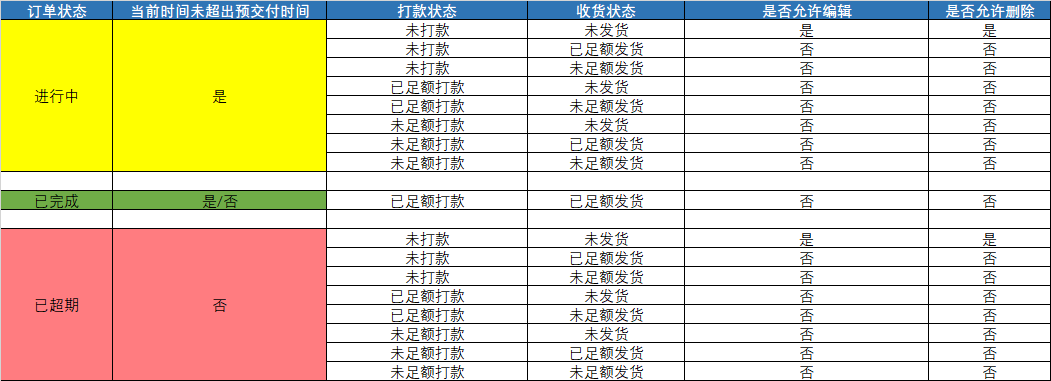 订单状态 当前时间未超出预交付时间 打款状态 收货状态 是否允许编辑 是否允许删除
未打款 未发货 是 是
未打款 已足额发货 否 否
未打款 未足额发货 否 否
已足额打款 未发货 否 否
进行中 是
已足额打款 未足额发货 否 否
未足额打款 未发货 否 否
未足额打款 已足额发货 否 否
未足额打款 未足额发货 否 否
已完成 是/否 已足额打款 已足额发货 否 否
未打款 未发货 是 是
未打款 已足额发货 否 否
未打款 未足额发货 否 否
已足额打款 未发货 否 否
已超期 否
已足额打款 未足额发货 否 否
未足额打款 未发货 否 否
未足额打款 已足额发货 否 否
未足额打款 未足额发货 否 否